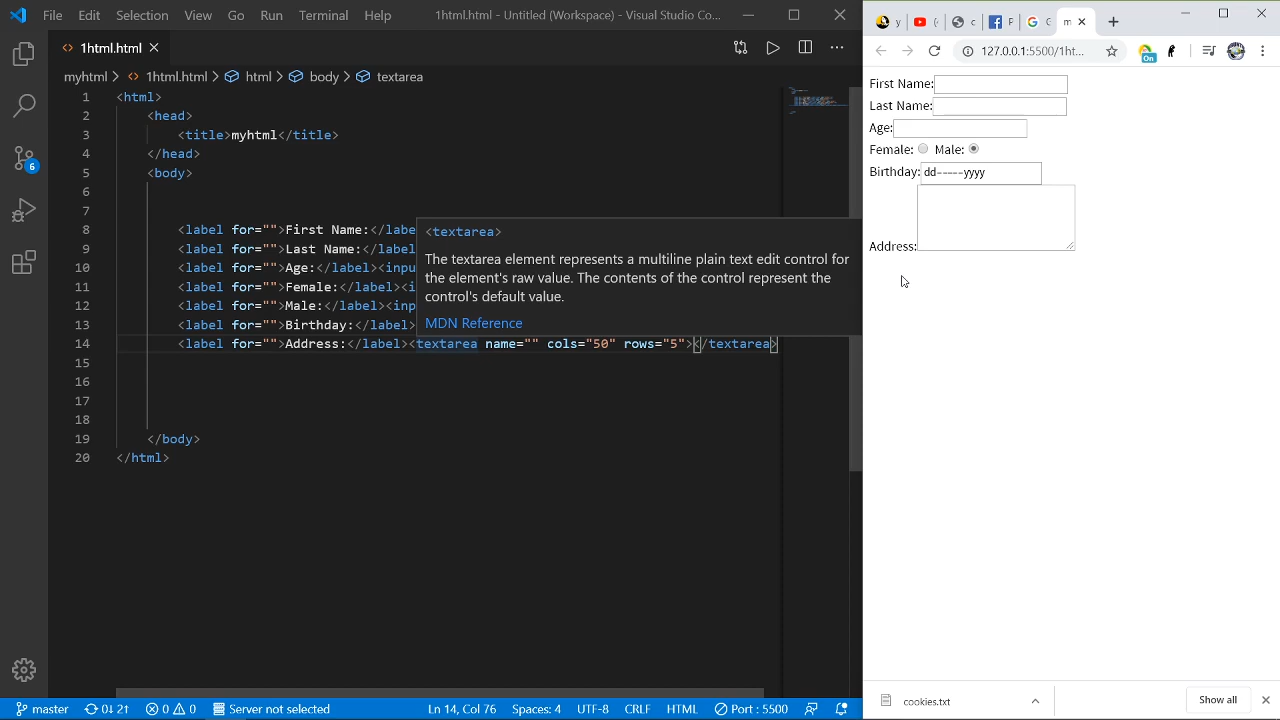 File Edit Selection View Go Run Terminal Help 1html.html - Untitled (Workspace) - Visual Studio Co...
1html.html
myhtml > 1html.html > html > body > textarea
1 <html>
2 <head>
3 <title>myhtml</title>
4 </head>
5 <body>
6
7
8 <label for="">First Name:</labe
9 <label for="">Last Name:</label
10 <label for="">Age:</label><inpu
11 <label for="">Female:</label><i
12 <label for="">Male:</label><inp
13 <label for="">Birthday:</label>
14 <label for="">Address:</label><textarea name="" cols="50" rows="5"></textarea>
15
16
17
18
19 </body>
20 </html>
<textarea>
The textarea element represents a multiline plain text edit control for
the element's raw value. The contents of the control represent the
control's default value.
MDN Reference
6
master 0↓ 2↑ 0 0 Server not selected Ln 14, Col 76 Spaces: 4 UTF-8 CRLF HTML Port : 5500
y ( c P C m
127.0.0.1:5500/1ht...
On
First Name:
Last Name:
Age:
Female: Male:
Birthday: dd-----yyyy
Address:
cookies.txt
Show all